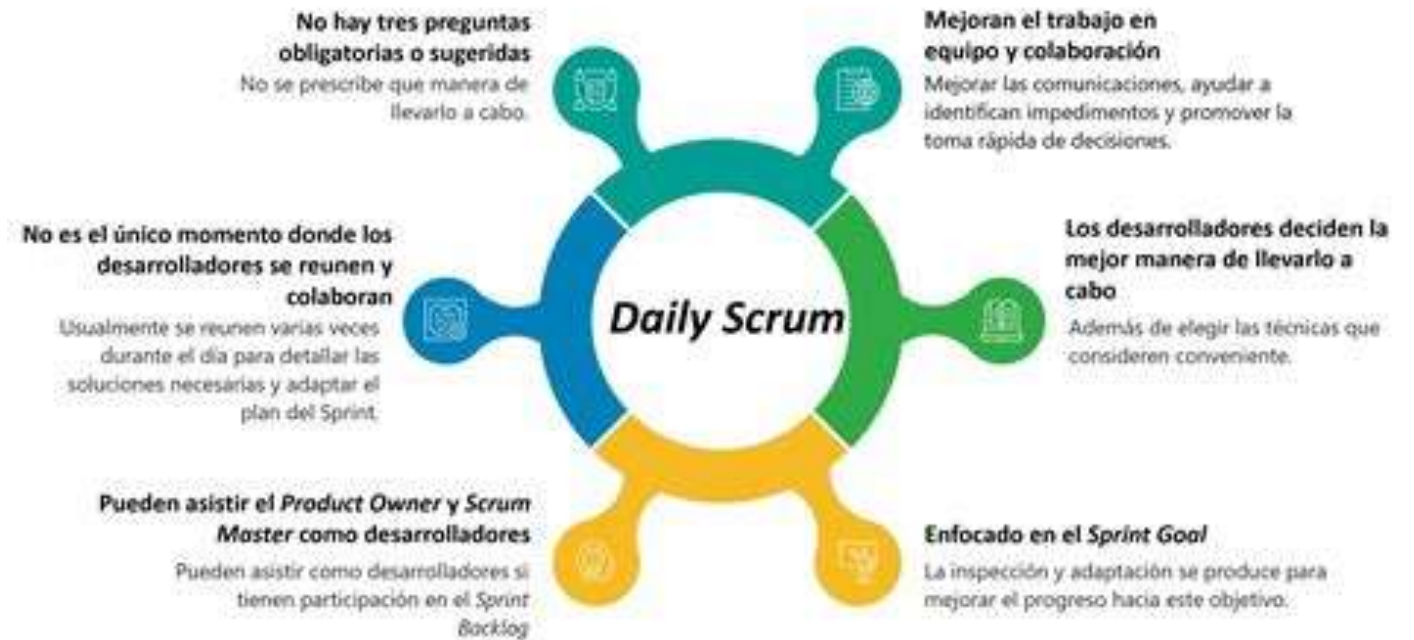 No hay tres preguntas
obligatorias o sugeridas
No se prescribe que manera de
llevarlo a cabo.
Mejoran el trabajo en
equipo y colaboración
Mejorar las comunicaciones, ayudar a
identifican impedimentos y promover la
toma rápida de decisiones.
No es el único momento donde los
desarrolladores se reunen y
colaboran
Usualmente se reunen varias veces
durante el día para detallar las
soluciones necesarias y adaptar el
plan del Sprint.
Daily Scrum
Los desarrolladores deciden la
mejor manera de llevarlo a
cabo
Además de elegir las técnicas que
consideren conveniente.
Pueden asistir el Product Owner y Scrum
Master como desarrolladores
Pueden asistir como desarrolladores si
tienen participación en el Sprint
Backlog
Enfocado en el Sprint Goal
La inspección y adaptación se produce para
mejorar el progreso hacia este objetivo.